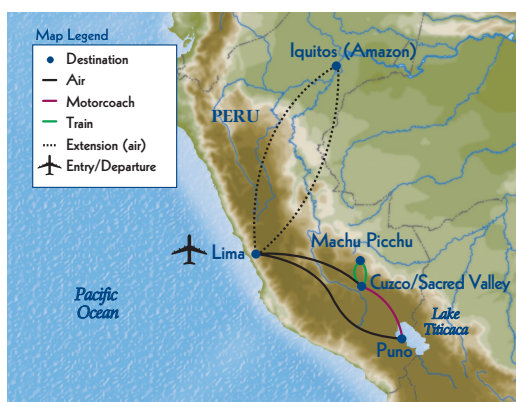 Map Legend
Destination
Air
Motorcoach
Train
Extension (air)
Entry/Departure
Iquitos (Amazon)
PERU
Lima
Machu Picchu
Cuzco/Sacred Valley
Pacific
Ocean
Lake
Titicaca
Puno